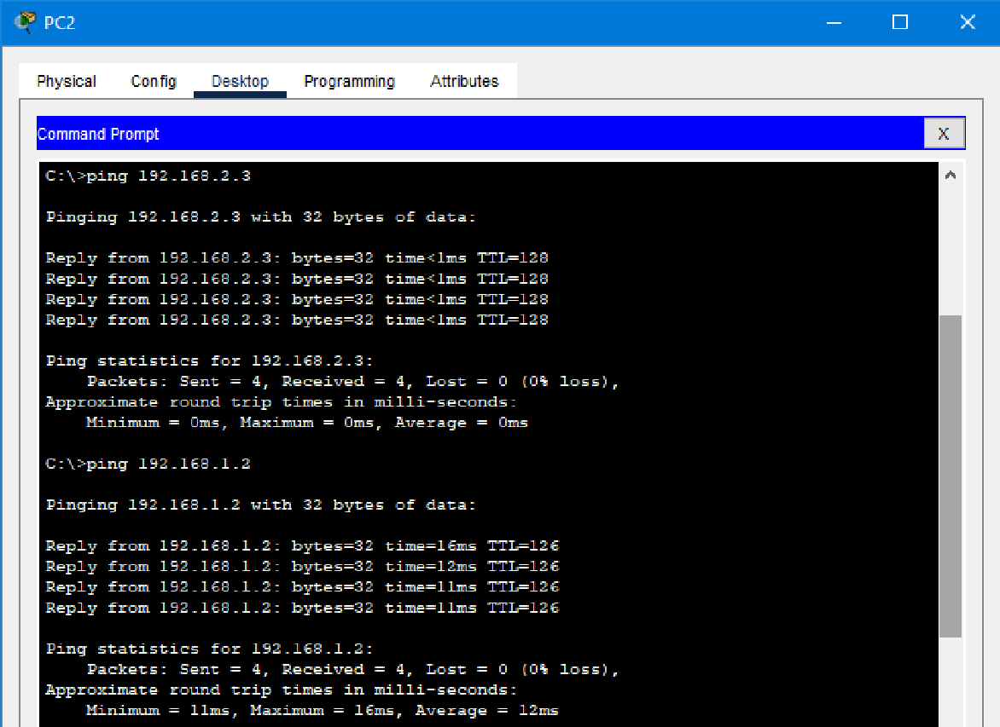 PC2
Physical Config Desktop Programming Attributes
Command Prompt X
C:\>ping 192.168.2.3
Pinging 192.168.2.3 with 32 bytes of data:
Reply from 192.168.2.3: bytes=32 time<1ms TTL=128
Reply from 192.168.2.3: bytes=32 time<1ms TTL=128
Reply from 192.168.2.3: bytes=32 time<1ms TTL=128
Reply from 192.168.2.3: bytes=32 time<1ms TTL=128
Ping statistics for 192.168.2.3:
Packets: Sent = 4, Received = 4, Lost = 0 (0% loss),
Approximate round trip times in milli-seconds:
Minimum = 0ms, Maximum = 0ms, Average = 0ms
C:\>ping 192.168.1.2
Pinging 192.168.1.2 with 32 bytes of data:
Reply from 192.168.1.2: bytes=32 time=16ms TTL=126
Reply from 192.168.1.2: bytes=32 time=12ms TTL=126
Reply from 192.168.1.2: bytes=32 time=11ms TTL=126
Reply from 192.168.1.2: bytes=32 time=11ms TTL=126
Ping statistics for 192.168.1.2:
Packets: Sent = 4, Received = 4, Lost = 0 (0% loss),
Approximate round trip times in milli-seconds:
Minimum = 11ms, Maximum = 16ms, Average = 12ms